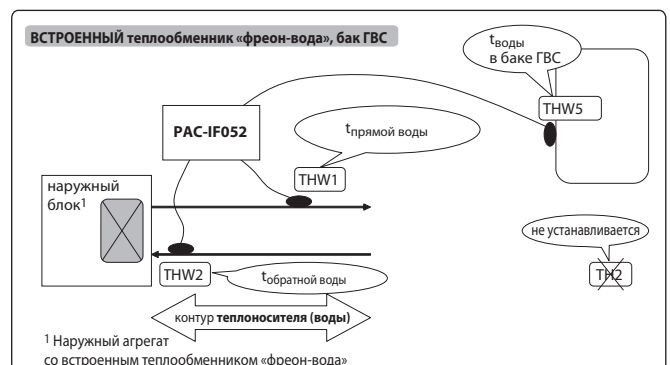 ВСТРОЕННЫЙ теплообменник «фреон-вода», бак ГВС
tводы
в баке ГВС
THW5
PAC-IF052
tпрямой воды
THW1
наружный
блок1
не устанавливается
TH2
THW2
tобратной воды
контур теплоносителя (воды)
1 Наружный агрегат
со встроенным теплообменником «фреон-вода»